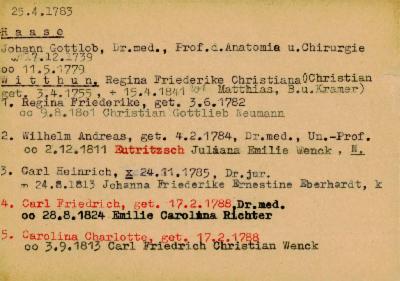 25.4.1783
Haase
Johann Gottlob, Dr.med., Prof.d.Anatomie u.Chirurgie
17.12.1739
oo 11.5.1779
Witthun, Regina Friederike Christiana (Christian
get. 3.4.1755, + 15.4.1841 Matthias, B.u.Kramer)
1. Regina Friederike, get. 3.6.1782
oo 9.8.1801 Christian Gottlieb Neumann
2. Wilhelm Andreas, get. 4.2.1784, Dr.med., Un.-Prof.
oo 2.12.1811 Eutritzsch Juliana Emilie Wenck, N.
3. Carl Heinrich, x 24.11.1785, Dr.jur.
24.8.1813 Johanna Friederike Ernestine Eberhardt, k
4. Carl Friedrich, get. 17.2.1788, Dr.med.
oo 28.8.1824 Emilie Carolina Richter
5. Carolina Charlotte, get. 17.2.1788
oo 3.9.1813 Carl Friedrich Christian Wenck